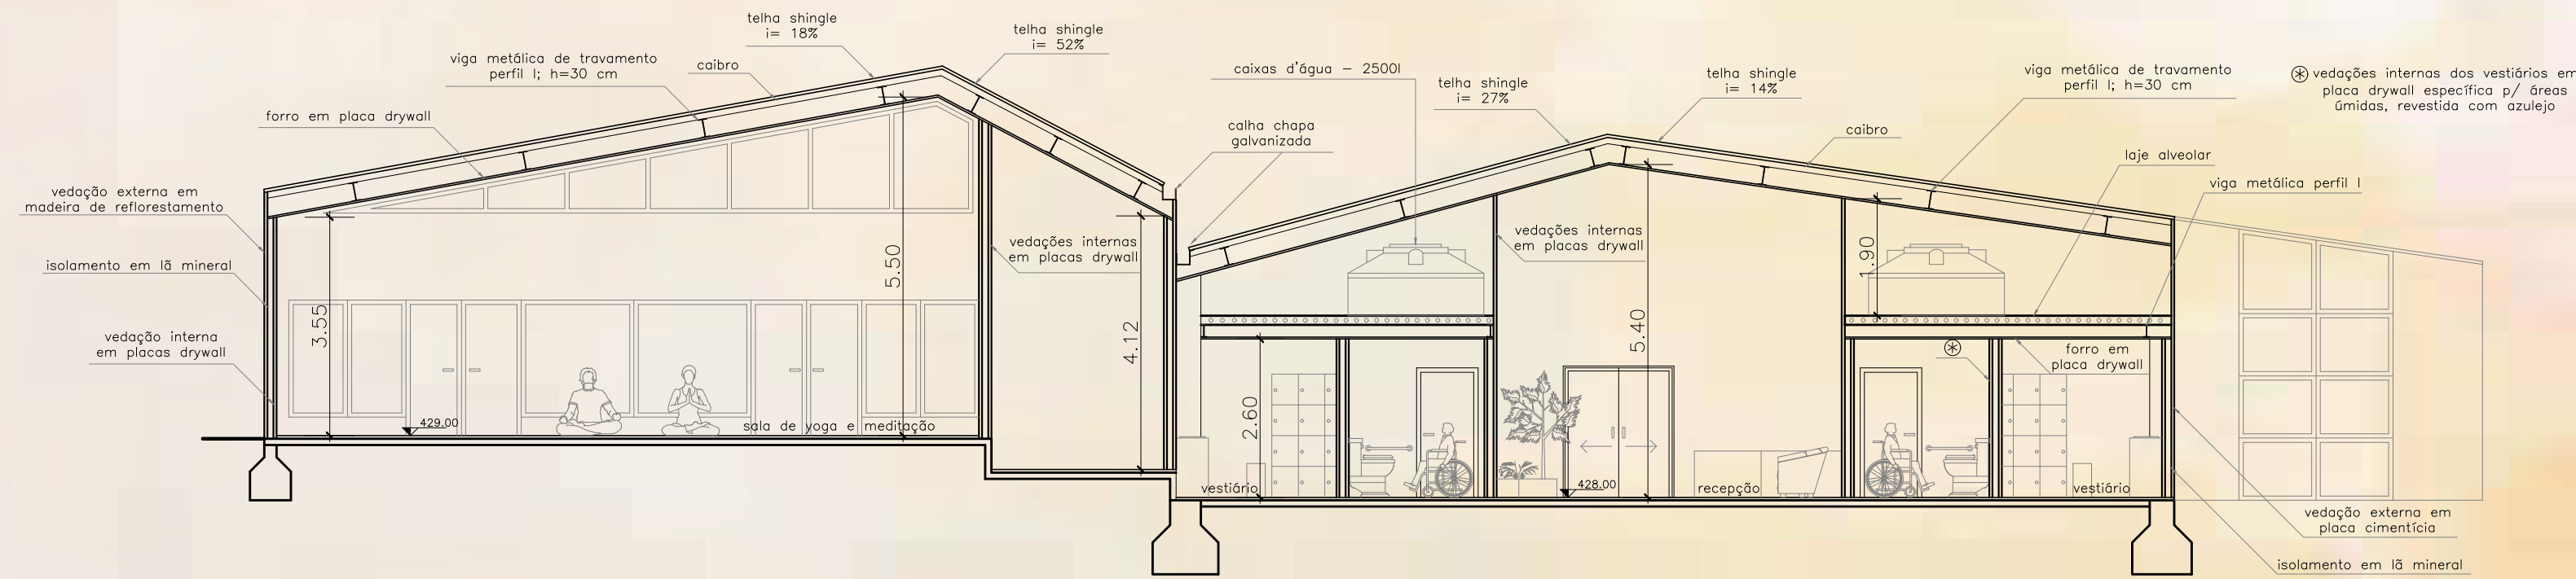 telha shingle
i= 18%
telha shingle
i= 52%
viga metálica de travamento
perfil I; h=30 cm
caibro
forro em placa drywall
vedação externa em
madeira de reflorestamento
isolamento em lã mineral
vedação interna
em placas drywall
3.55
429.00
sala de yoga e meditação
5.50
vedações internas
em placas drywall
4.12
caixas d'água - 2500l
calha chapa
galvanizada
telha shingle
i= 27%
telha shingle
i= 14%
caibro
viga metálica de travamento
perfil I; h=30 cm
vedações internas dos vestiários em
placa drywall específica p/ áreas
úmidas, revestida com azulejo
laje alveolar
viga metálica perfil I
vedações internas
em placas drywall
1.90
5.40
2.60
forro em
placa drywall
vestiário
428.00
recepção
vestiário
vedação externa em
placa cimentícia
isolamento em lã mineral